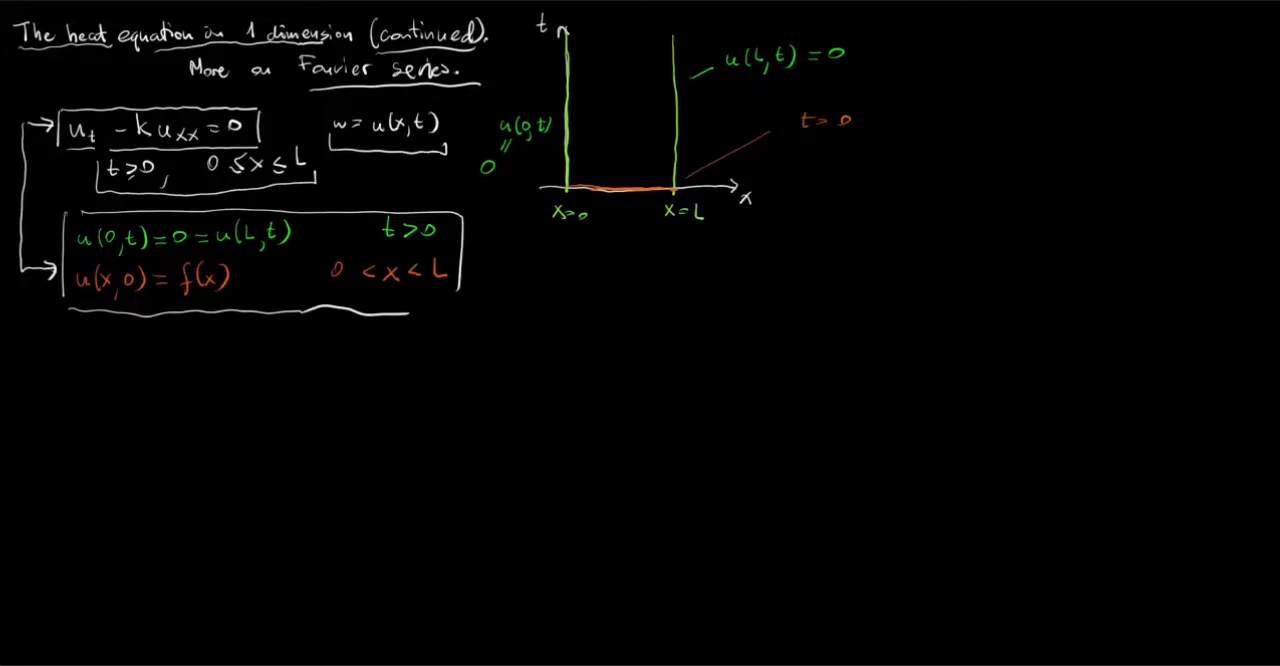 The heat equation in 1 dimension (continued).
More on Fourier series.
u_t - k u_xx = 0
w = u(x,t)
t ≥ 0, 0 ≤ x ≤ L
u(0,t) = 0 = u(L,t) t > 0
u(x,0) = f(x) 0 < x < L
t
u(L,t) = 0
u(0,t)
=
0
t = 0
x
x=0
x=L